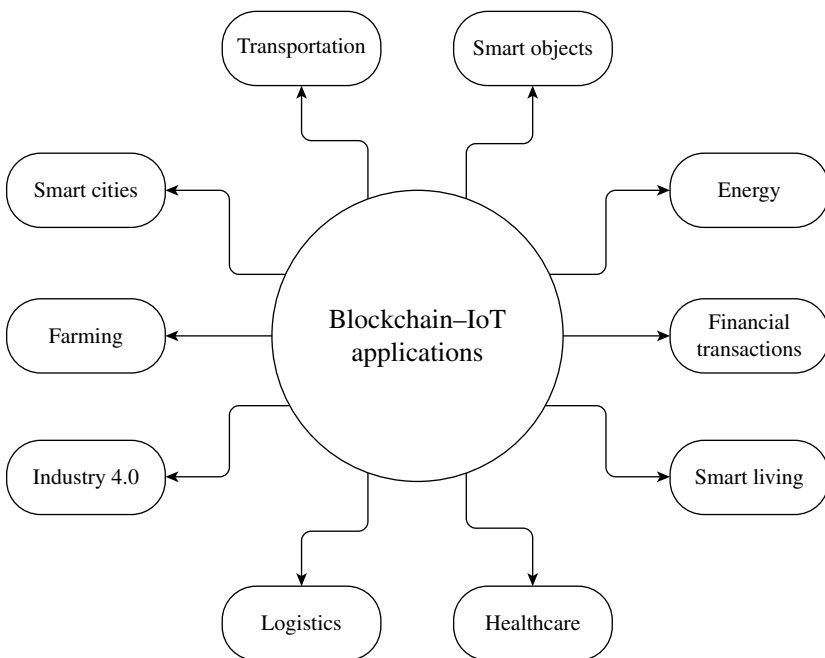 Transportation
Smart objects
Smart cities
Energy
Blockchain–IoT
applications
Farming
Financial
transactions
Industry 4.0
Smart living
Logistics
Healthcare